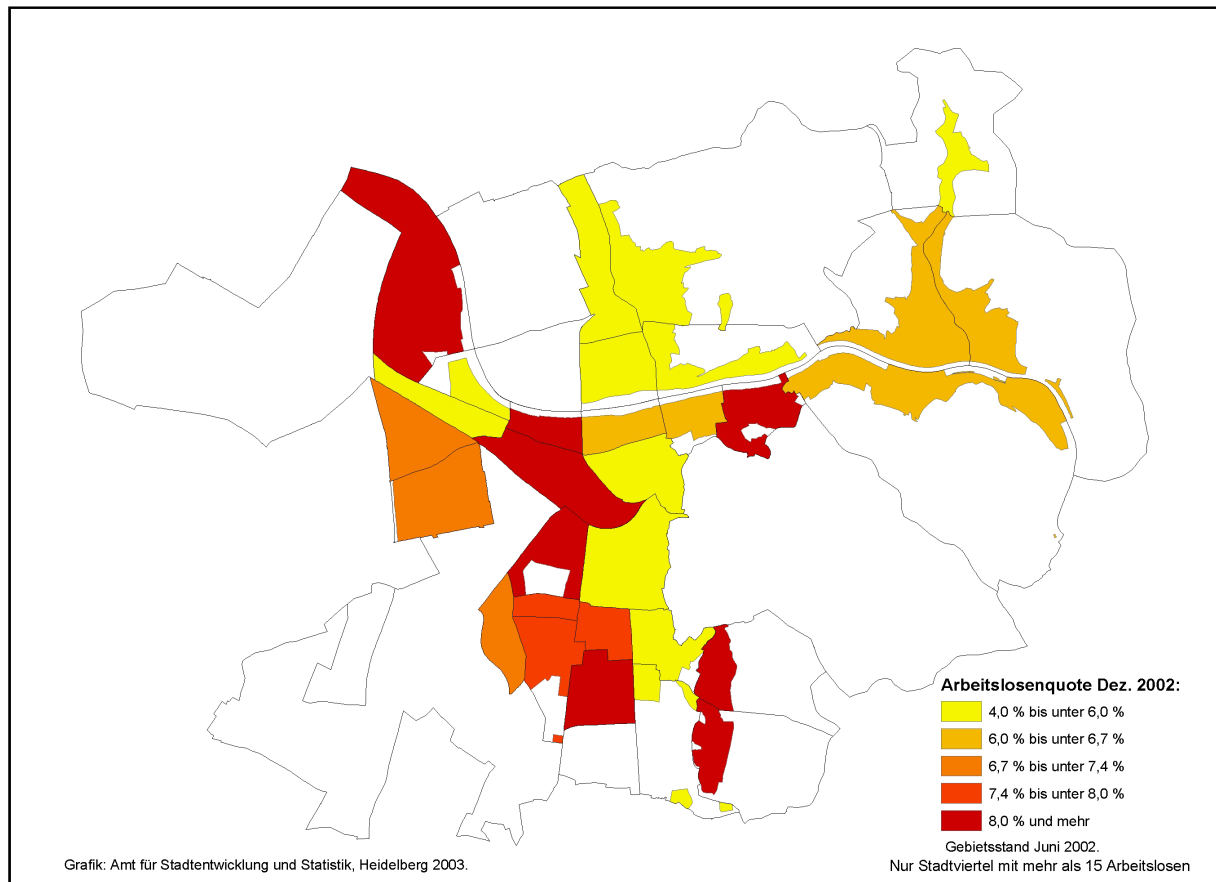 Arbeitslosenquote Dez. 2002:
4,0 % bis unter 6,0 %
6,0 % bis unter 6,7 %
6,7 % bis unter 7,4 %
7,4 % bis unter 8,0 %
8,0 % und mehr
Gebietsstand Juni 2002.
Nur Stadtviertel mit mehr als 15 Arbeitslosen
Grafik: Amt für Stadtentwicklung und Statistik, Heidelberg 2003.